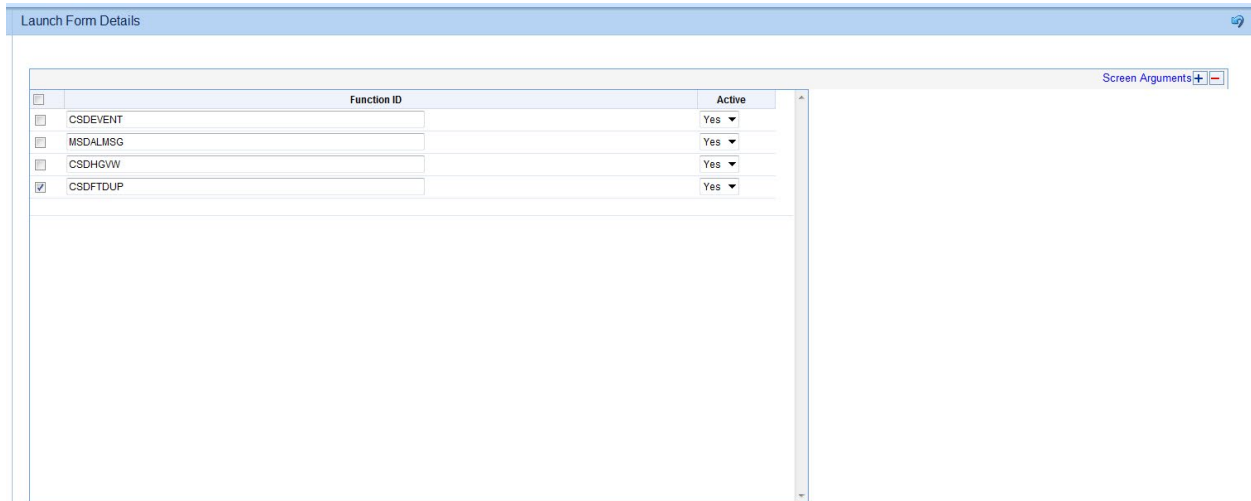 Launch Form Details
Screen Arguments
Function ID Active
CSDEVENT Yes
MSDALMSG Yes
CSDHGVW Yes
CSDFTDUP Yes